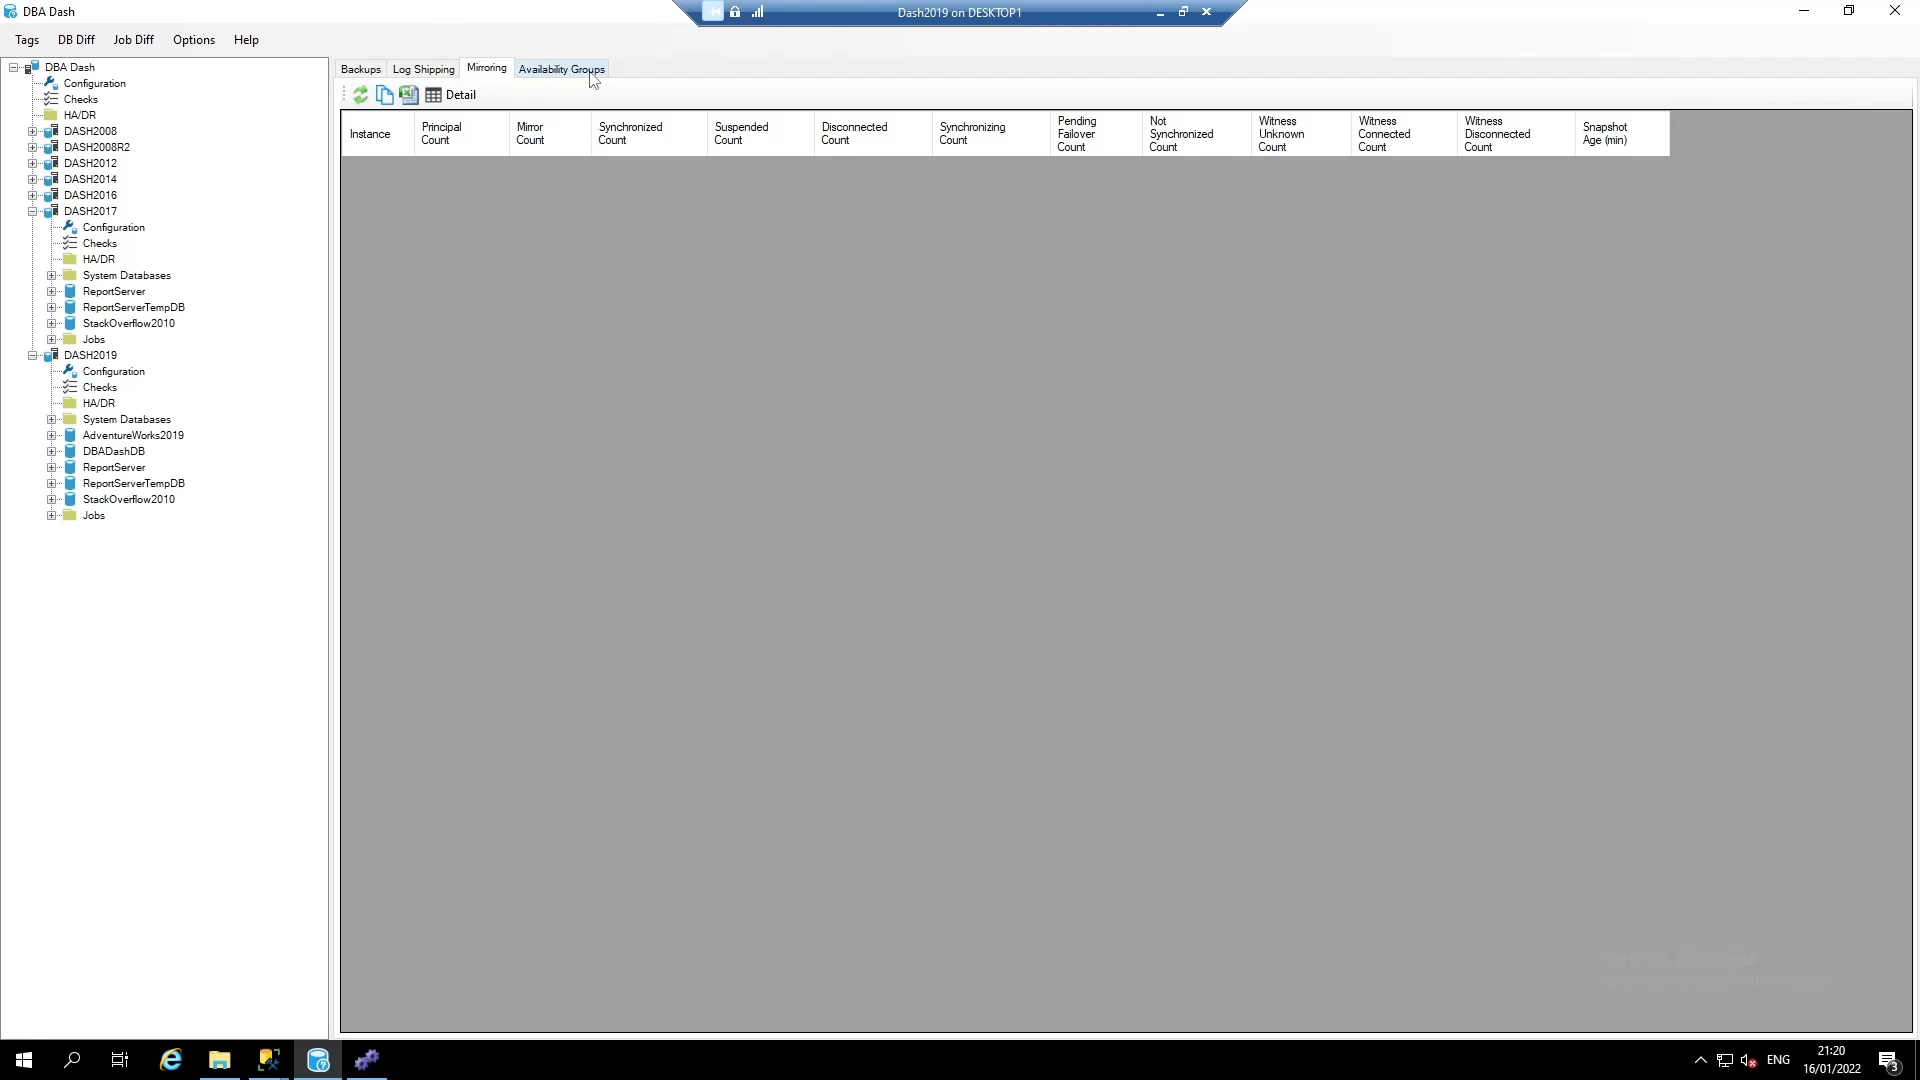 DBA Dash
Dash2019 on DESKTOP1
Tags DB Diff Job Diff Options Help
DBA Dash
Configuration
Checks
HA/DR
DASH2008
DASH2008R2
DASH2012
DASH2014
DASH2016
DASH2017
Configuration
Checks
HA/DR
System Databases
ReportServer
ReportServerTempDB
StackOverflow2010
Jobs
DASH2019
Configuration
Checks
HA/DR
System Databases
AdventureWorks2019
DBADashDB
ReportServer
ReportServerTempDB
StackOverflow2010
Jobs
Backups Log Shipping Mirroring Availability Groups
Detail
Instance
Principal
Count
Mirror
Count
Synchronized
Count
Suspended
Count
Disconnected
Count
Synchronizing
Count
Pending
Failover
Count
Not
Synchronized
Count
Witness
Unknown
Count
Witness
Connected
Count
Witness
Disconnected
Count
Snapshot
Age (min)
ENG
21:20
16/01/2022
3